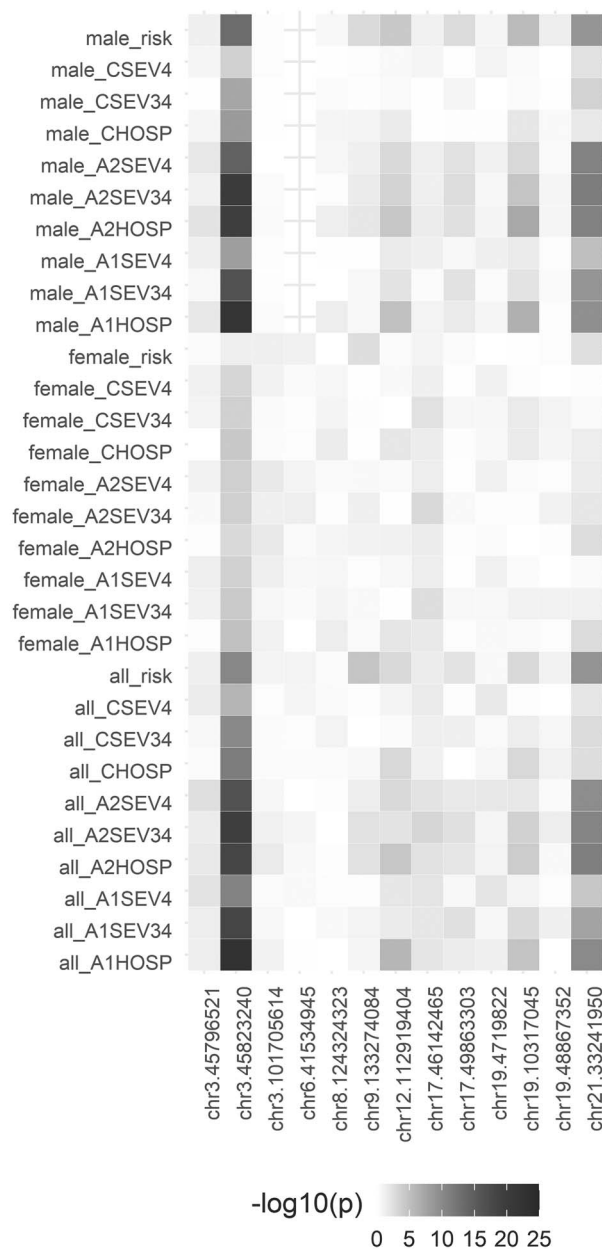 male_risk
male_CSEV4
male_CSEV34
male_CHOSP
male_A2SEV4
male_A2SEV34
male_A2HOSP
male_A1SEV4
male_A1SEV34
male_A1HOSP
female_risk
female_CSEV4
female_CSEV34
female_CHOSP
female_A2SEV4
female_A2SEV34
female_A2HOSP
female_A1SEV4
female_A1SEV34
female_A1HOSP
all_risk
all_CSEV4
all_CSEV34
all_CHOSP
all_A2SEV4
all_A2SEV34
all_A2HOSP
all_A1SEV4
all_A1SEV34
all_A1HOSP
chr3.45796521
chr3.45823240
chr3.101705614
chr6.41534945
chr8.124324323
chr9.133274084
chr12.112919404
chr17.46142465
chr17.49863303
chr19.4719822
chr19.10317045
chr19.48867352
chr21.33241950
-log10(p)
0 5 10 15 20 25